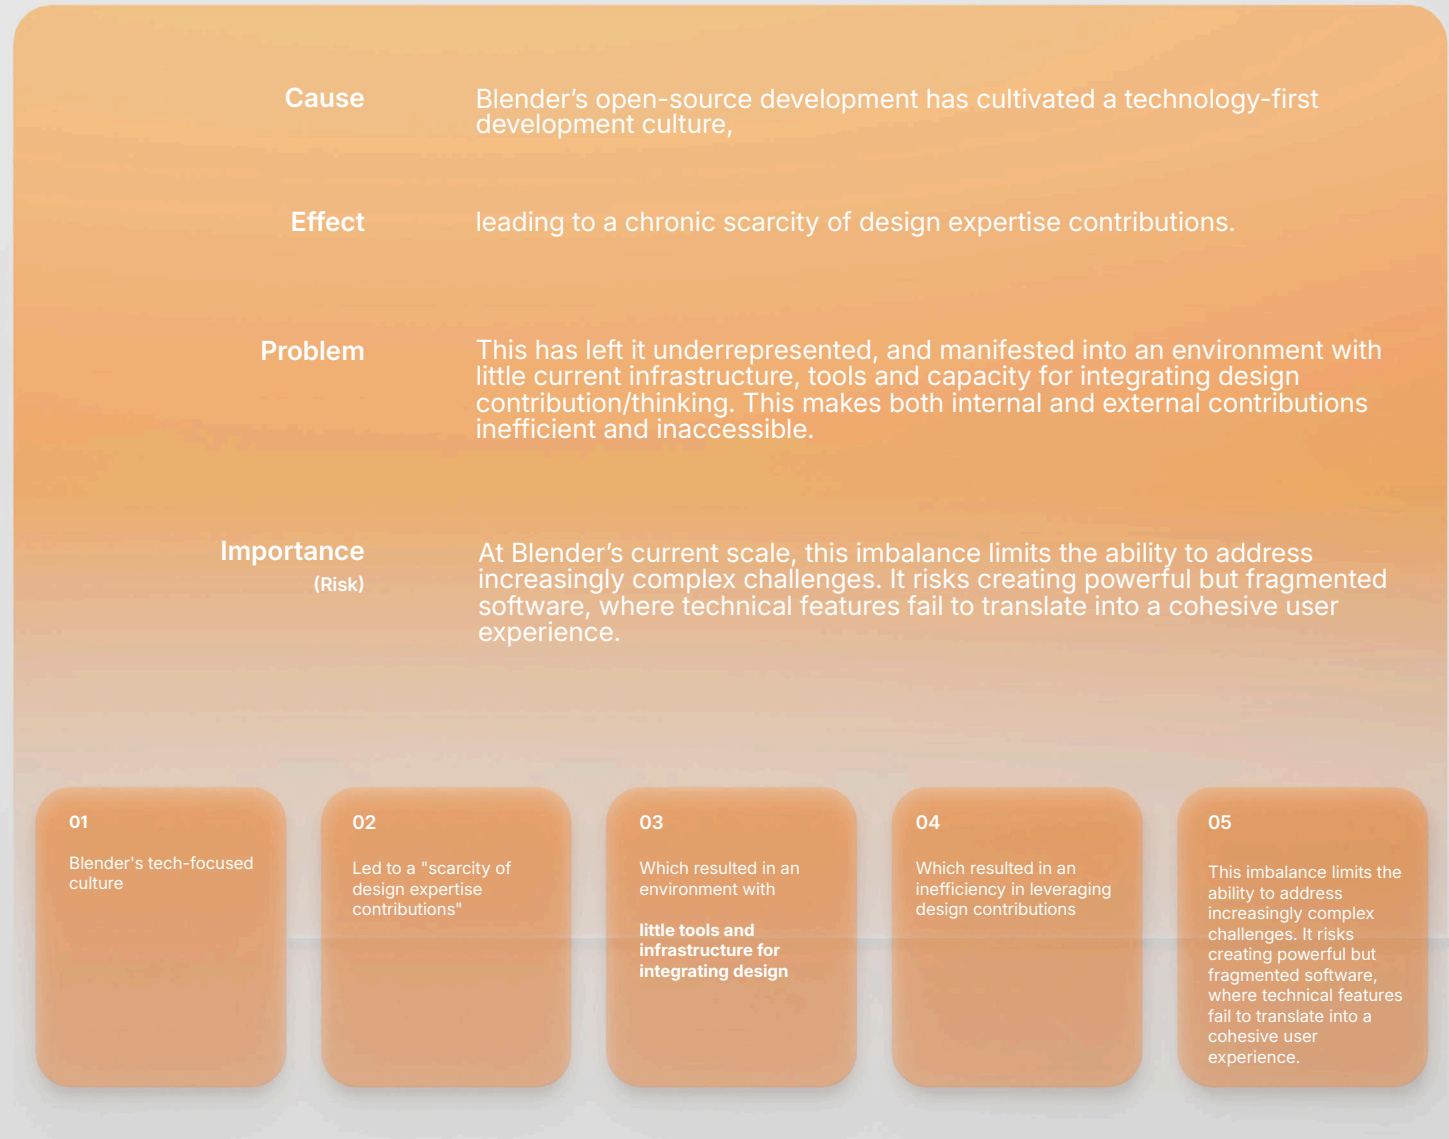 Cause
Blender’s open-source development has cultivated a technology-first
development culture,
Effect
leading to a chronic scarcity of design expertise contributions.
Problem
This has left it underrepresented, and manifested into an environment with
little current infrastructure, tools and capacity for integrating design
contribution/thinking. This makes both internal and external contributions
inefficient and inaccessible.
Importance
(Risk)
At Blender’s current scale, this imbalance limits the ability to address
increasingly complex challenges. It risks creating powerful but fragmented
software, where technical features fail to translate into a cohesive user
experience.
01
Blender's tech-focused
culture
02
Led to a "scarcity of
design expertise
contributions"
03
Which resulted in an
environment with
little tools and
infrastructure for
integrating design
04
Which resulted in an
inefficiency in leveraging
design contributions
05
This imbalance limits the
ability to address
increasingly complex
challenges. It risks
creating powerful but
fragmented software,
where technical features
fail to translate into a
cohesive user
experience.